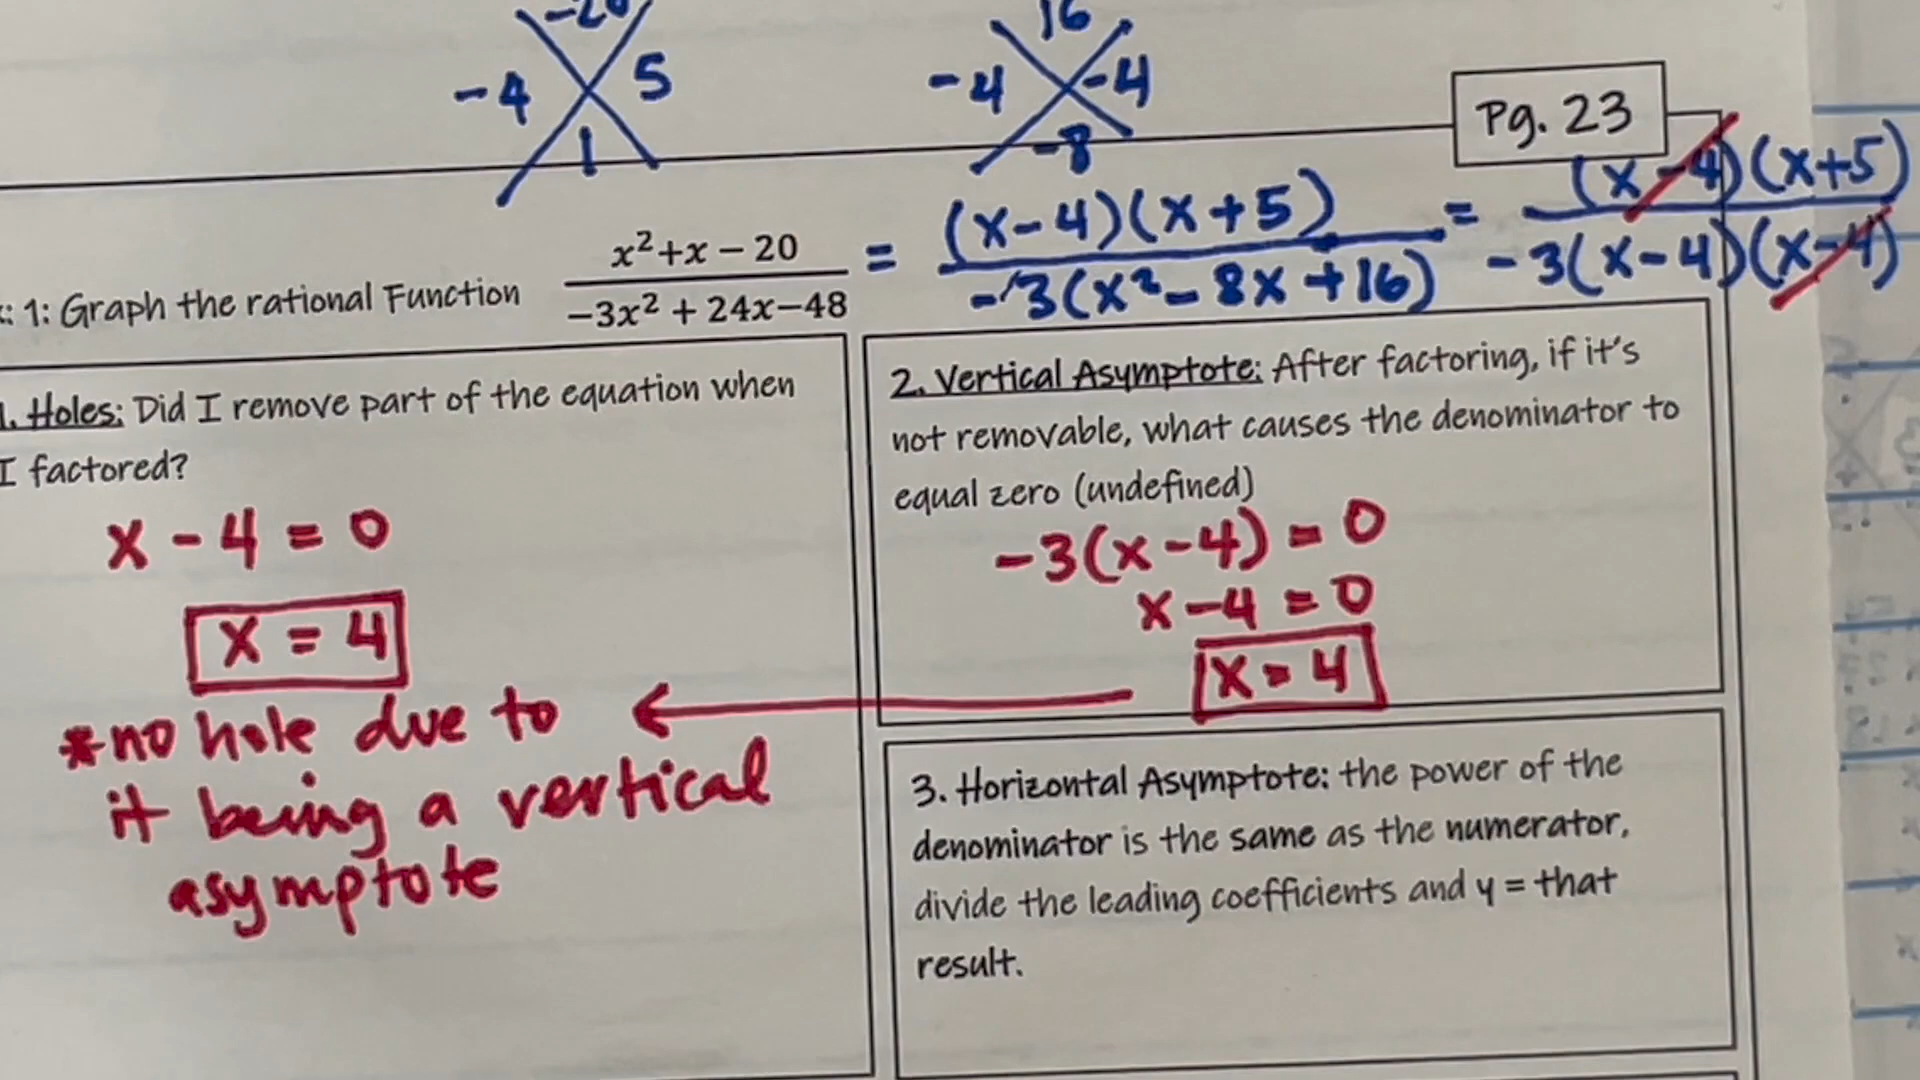 -20
-4 5
1
16
-4 -4
-8
Pg. 23
: 1: Graph the rational Function x²+x-20 / -3x²+24x-48 = (x-4)(x+5) / -3(x²-8x+16) = (x-4)(x+5) / -3(x-4)(x-4)
1. Holes: Did I remove part of the equation when
I factored?
x-4=0
x=4
*no hole due to
it being a vertical
asymptote
2. Vertical Asymptote: After factoring, if it's
not removable, what causes the denominator to
equal zero (undefined)
-3(x-4)=0
x-4=0
x=4
3. Horizontal Asymptote: the power of the
denominator is the same as the numerator,
divide the leading coefficients and y = that
result.